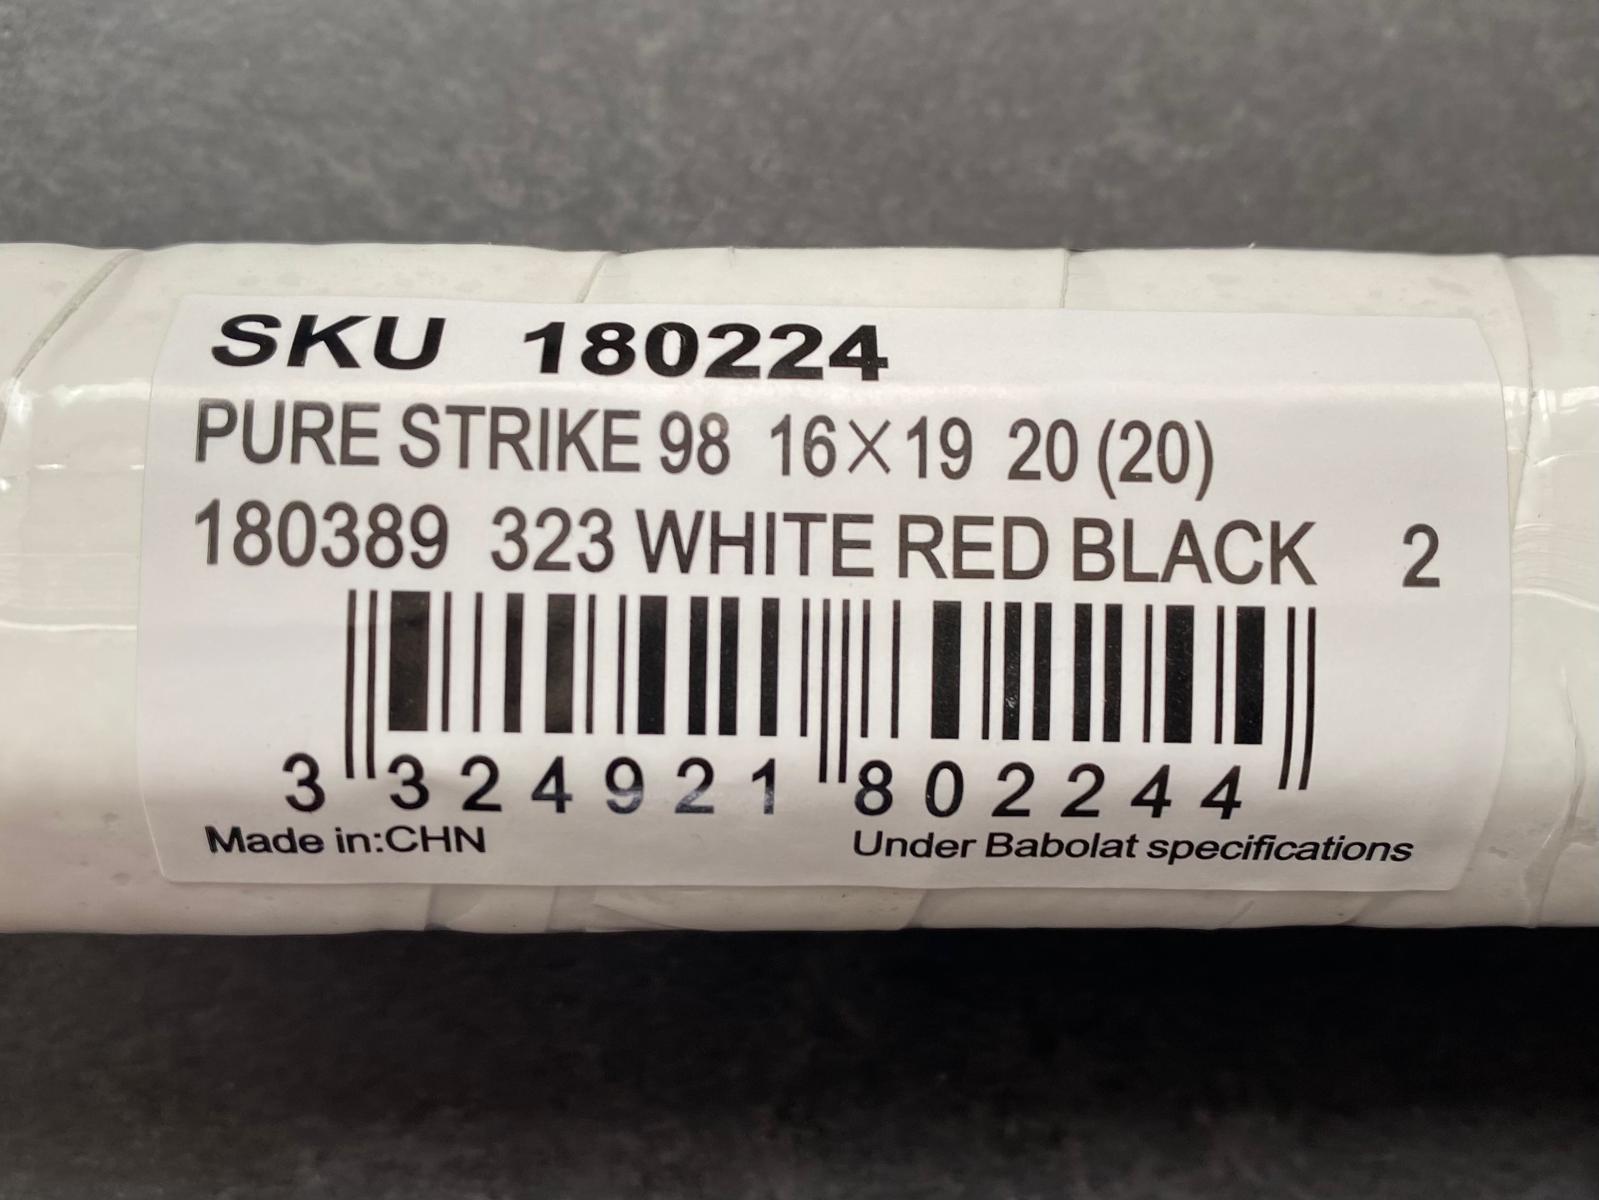 SKU 180224
PURE STRIKE 98 16×19 20 (20)
180389 323 WHITE RED BLACK 2
3 324921 802244
Made in:CHN Under Babolat specifications